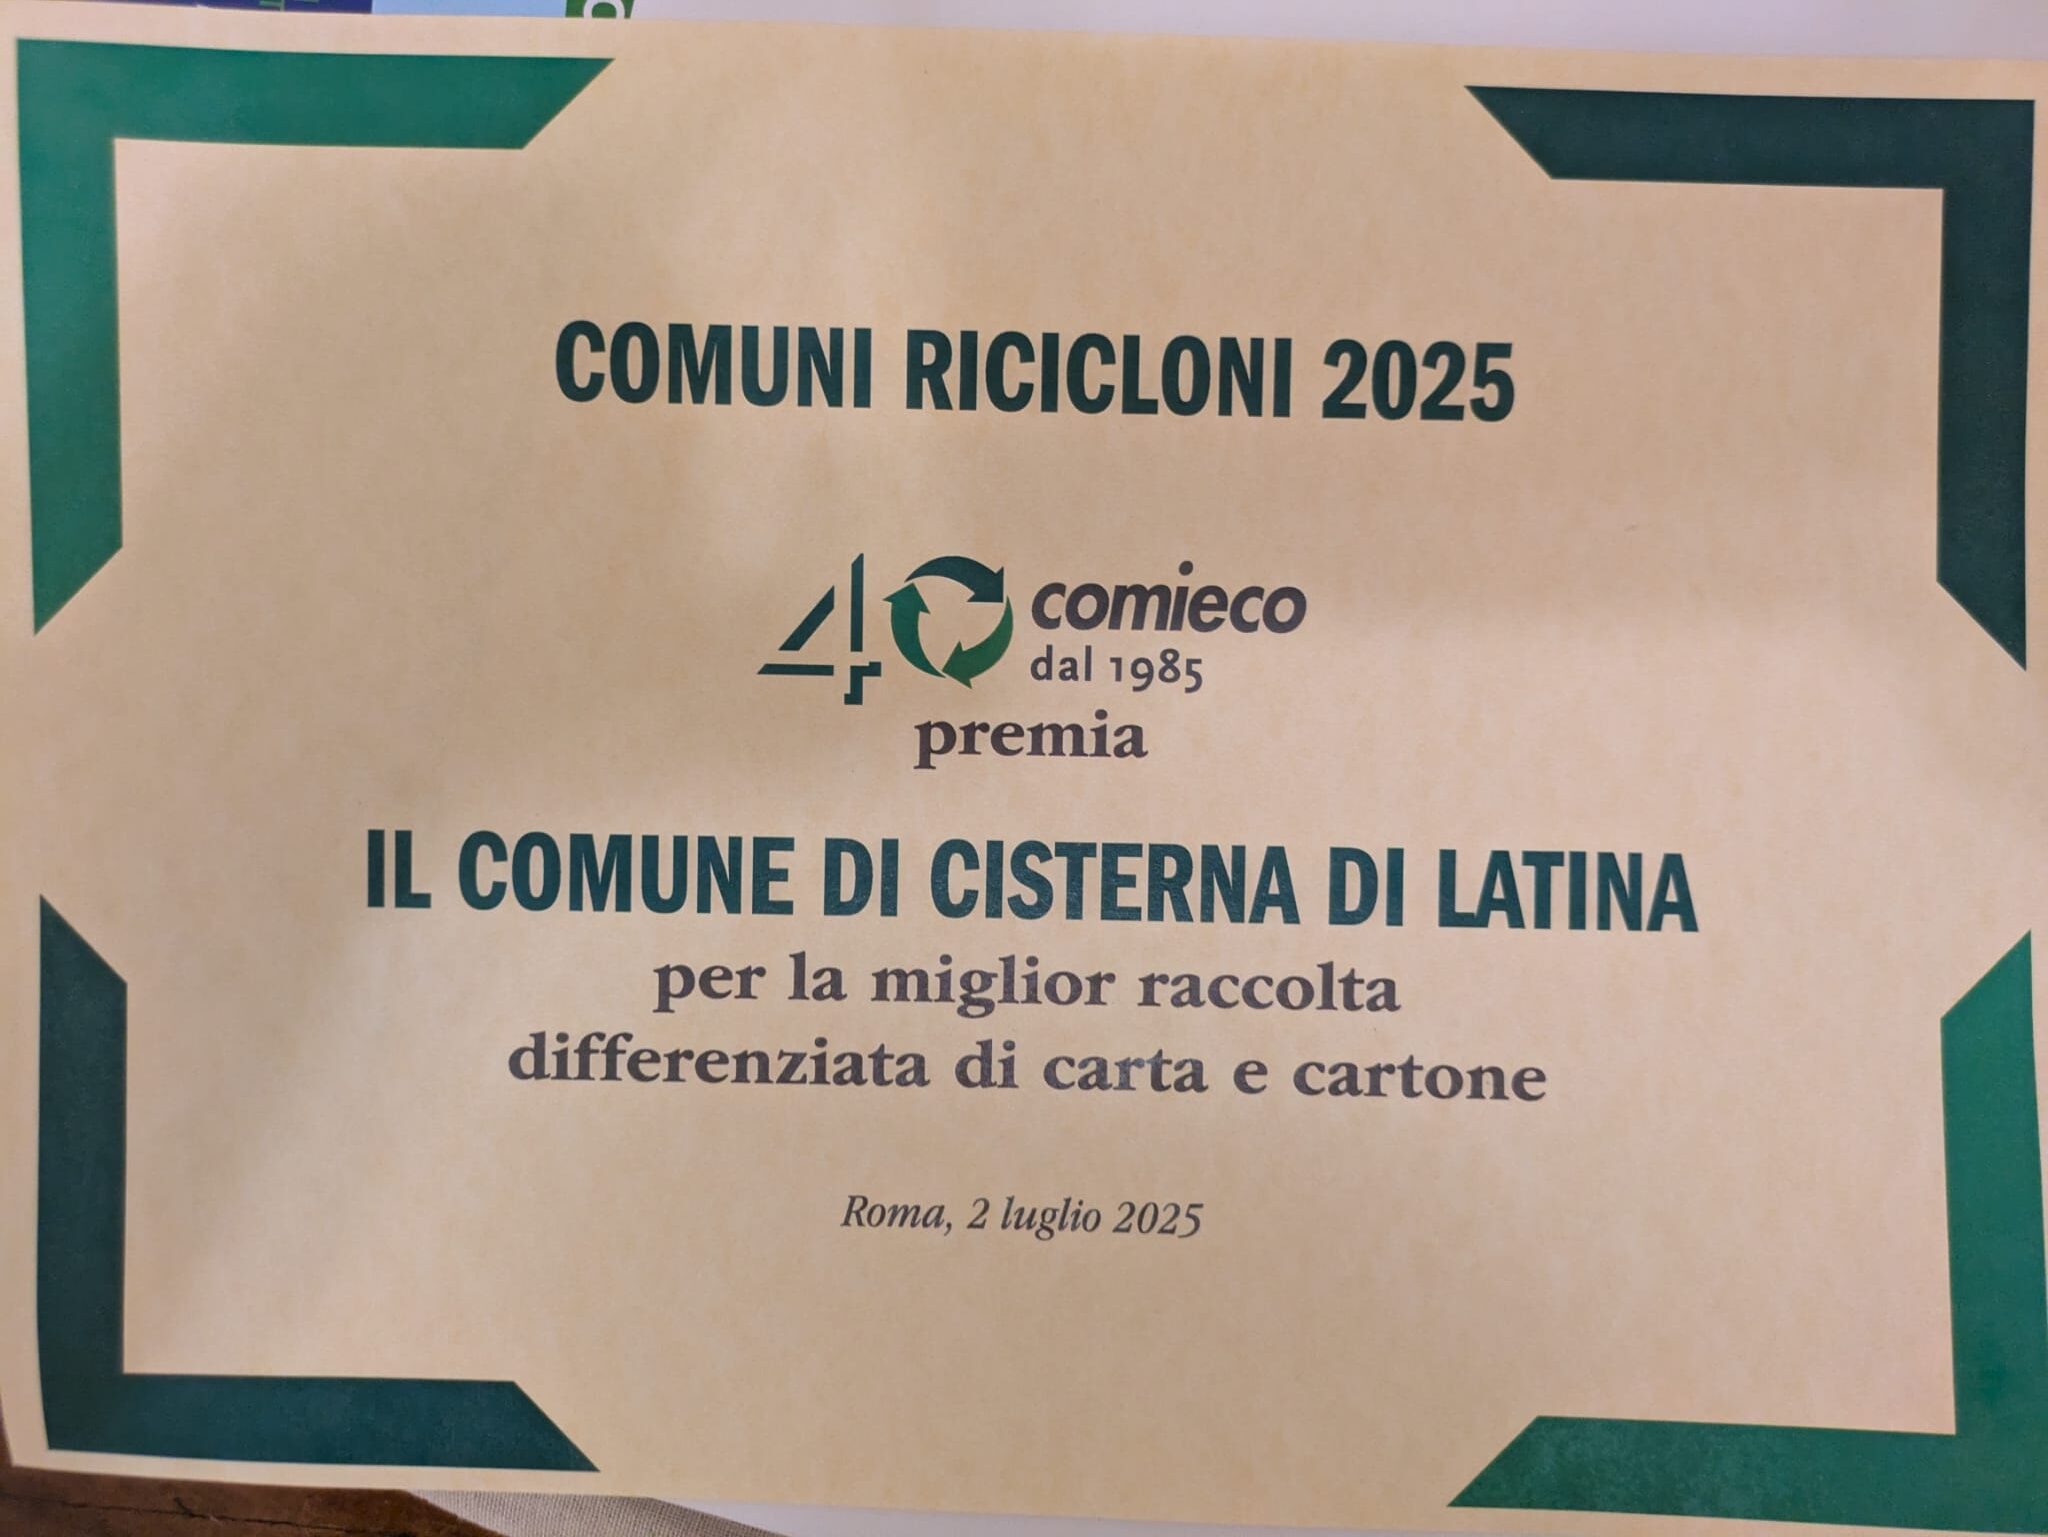 COMUNI RICICLONI 2025
40 comieco
dal 1985
premia
IL COMUNE DI CISTERNA DI LATINA
per la miglior raccolta
differenziata di carta e cartone
Roma, 2 luglio 2025